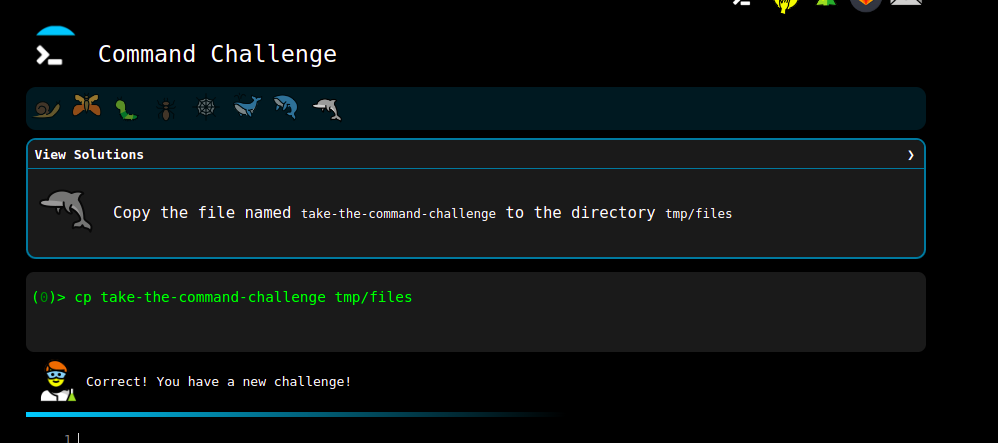 Command Challenge
View Solutions
Copy the file named take-the-command-challenge to the directory tmp/files
(0)> cp take-the-command-challenge tmp/files
Correct! You have a new challenge!
1